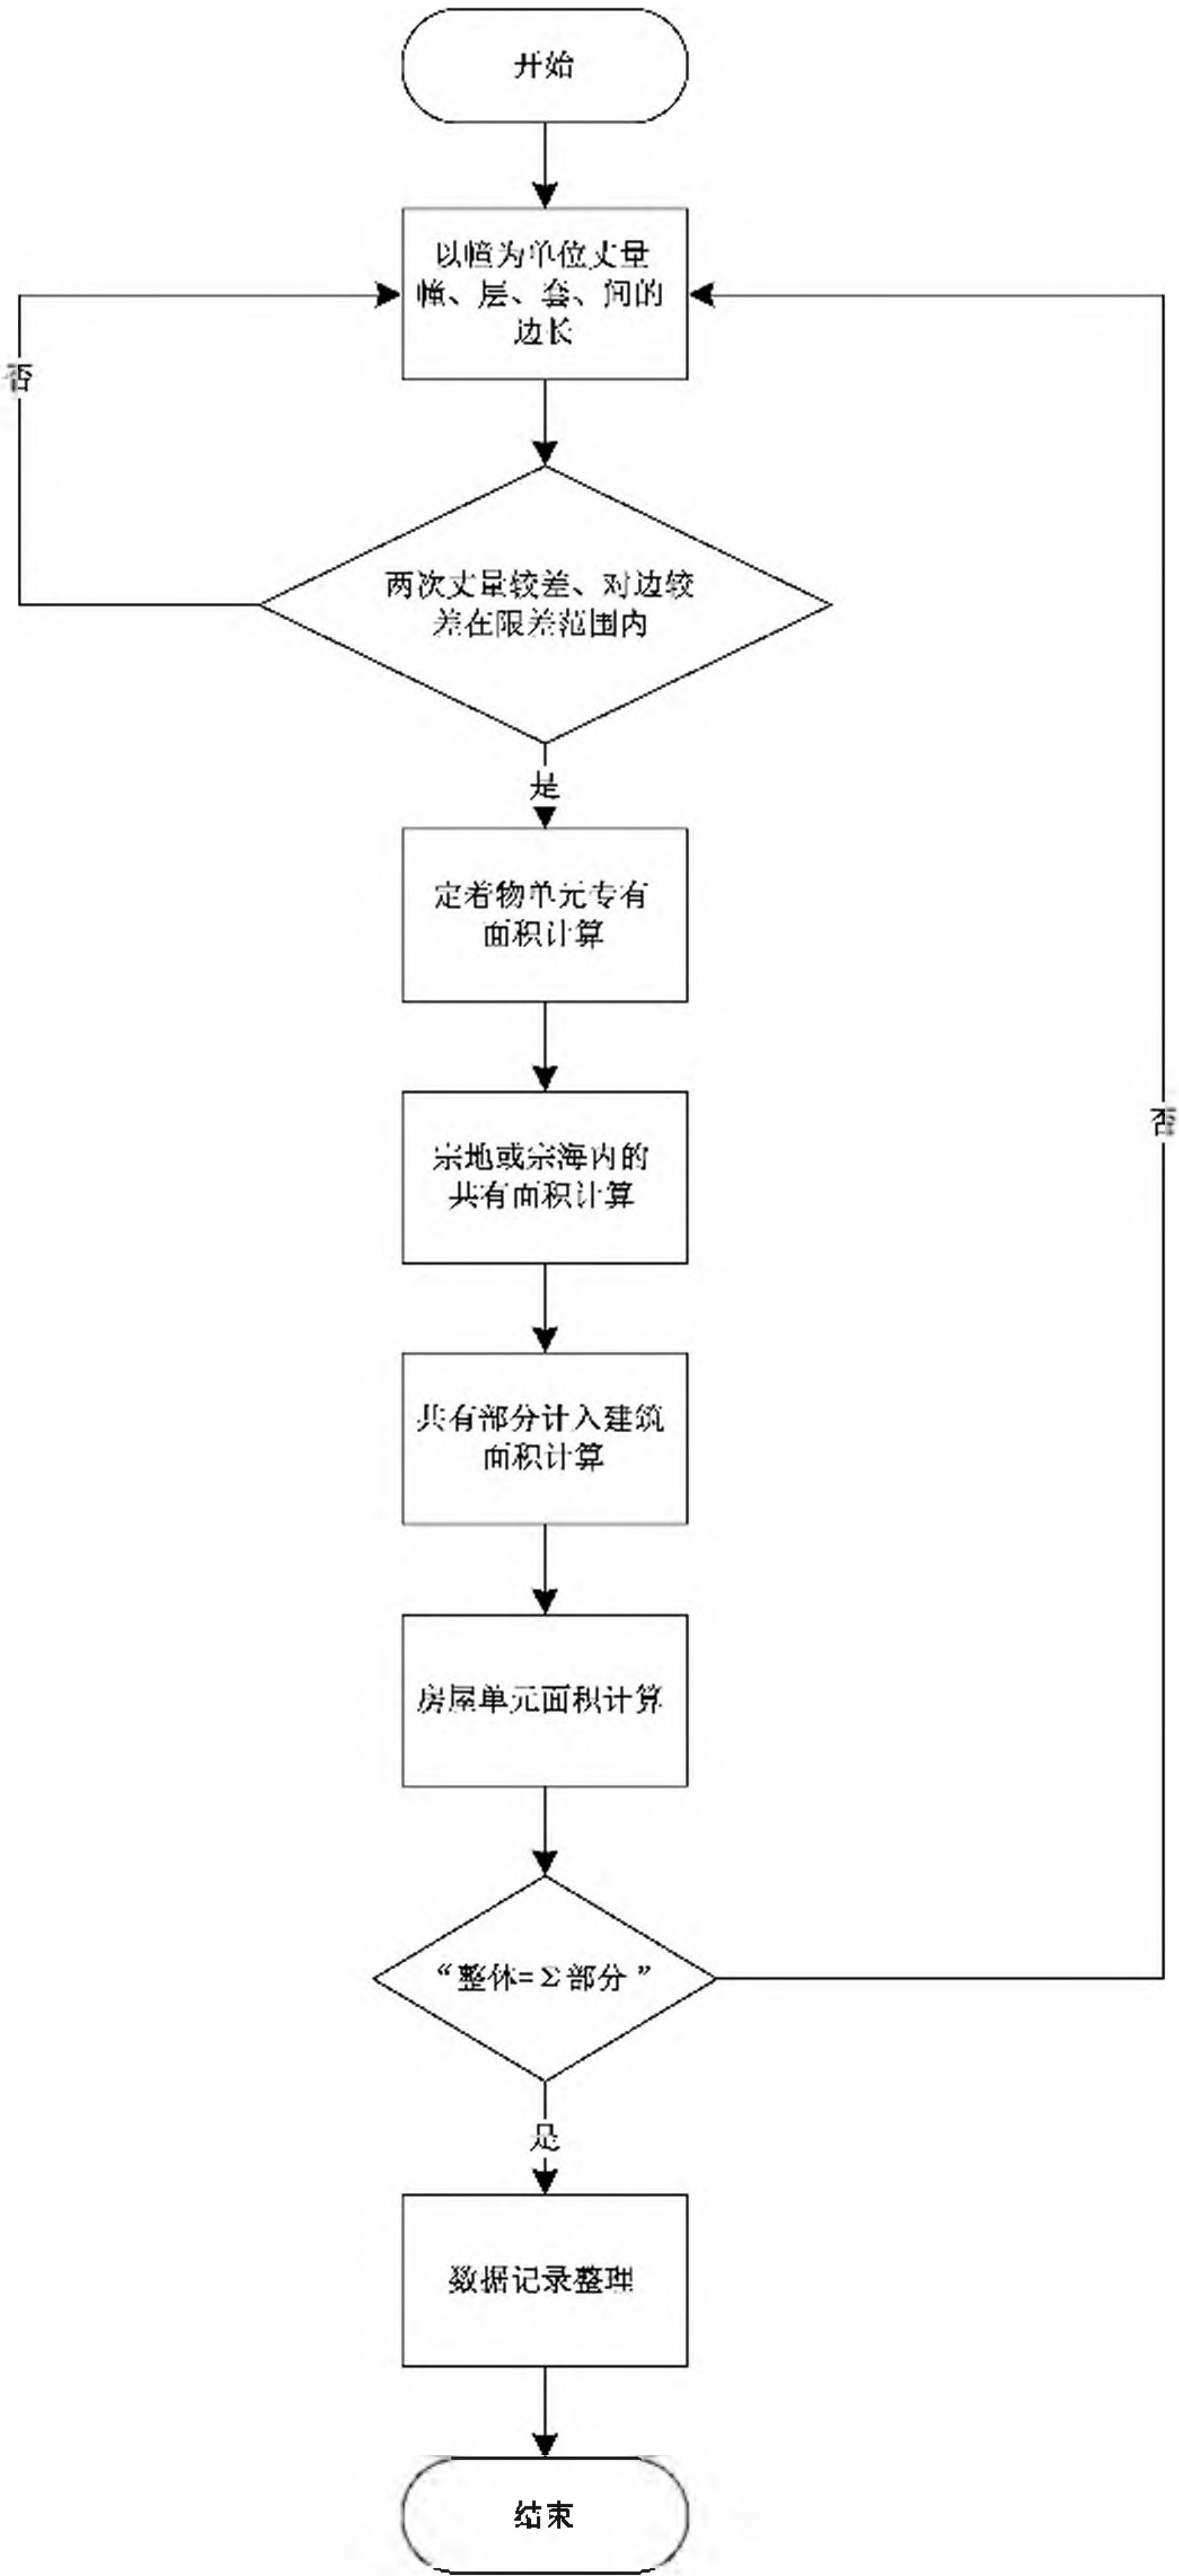 开始
以幢为单位丈量
幢、层、套、间的
边长
否
两次丈量较差、对边较
差在限差范围内
是
定着物单元专有
面积计算
宗地或宗海内的
共有面积计算
否
共有部分计入建筑
面积计算
房屋单元面积计算
“整体=Σ部分”
是
数据记录整理
结束